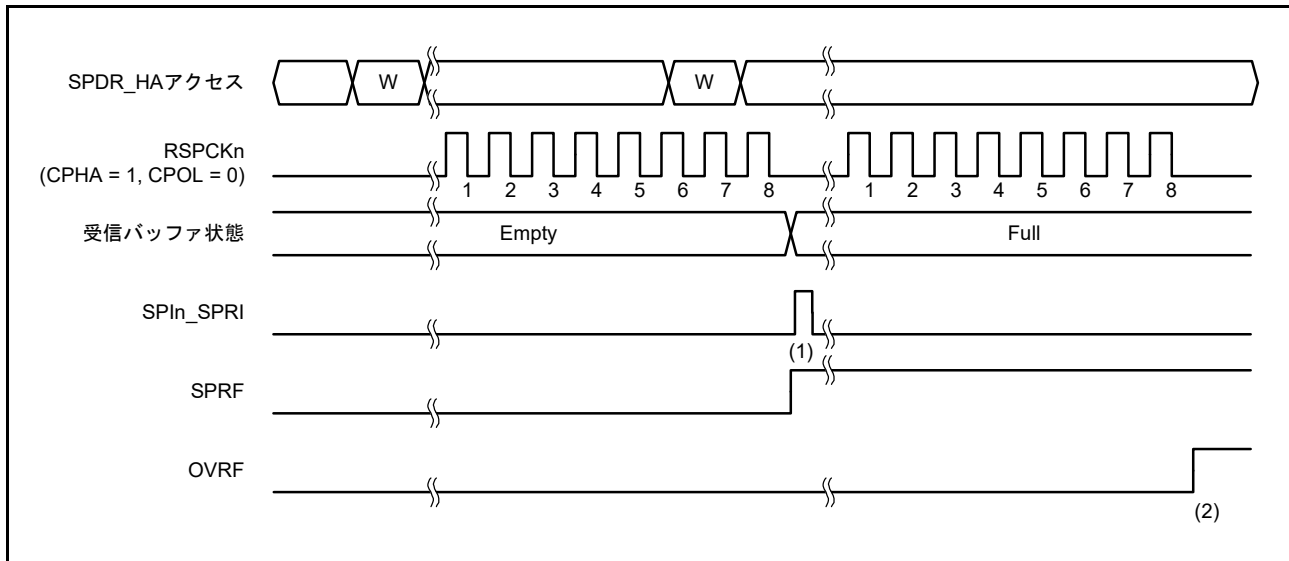 SPDR_HAアクセス
W
W
RSPCKn
(CPHA = 1, CPOL = 0)
1 2 3 4 5 6 7 8
1 2 3 4 5 6 7 8
受信バッファ状態
Empty
Full
SPIn_SPRI
(1)
SPRF
OVRF
(2)